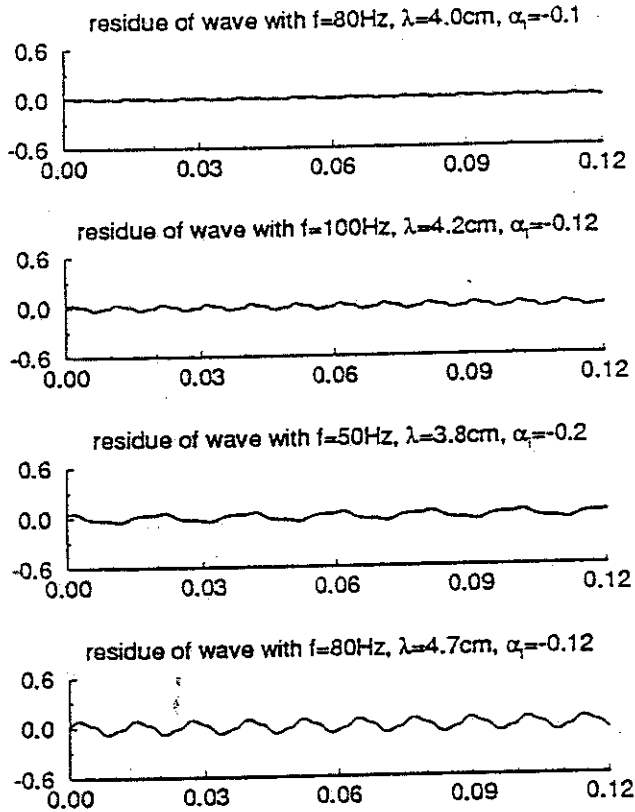 residue of wave with f=80Hz, λ=4.0cm, αᵢ=-0.1
0.6
0.0
-0.6
0.00 0.03 0.06 0.09 0.12
residue of wave with f=100Hz, λ=4.2cm, αᵢ=-0.12
0.6
0.0
-0.6
0.00 0.03 0.06 0.09 0.12
residue of wave with f=50Hz, λ=3.8cm, αᵢ=-0.2
0.6
0.0
-0.6
0.00 0.03 0.06 0.09 0.12
residue of wave with f=80Hz, λ=4.7cm, αᵢ=-0.12
0.6
0.0
-0.6
0.00 0.03 0.06 0.09 0.12